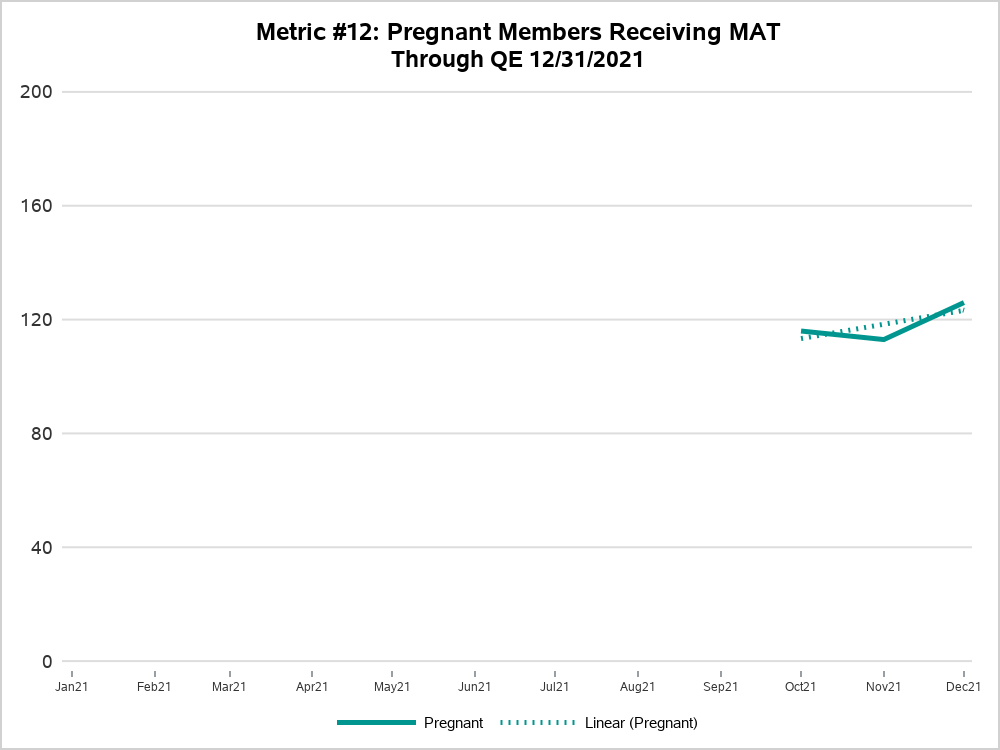 Metric #12: Pregnant Members Receiving MAT
Through QE 12/31/2021
200
160
120
80
40
0
Jan21 Feb21 Mar21 Apr21 May21 Jun21 Jul21 Aug21 Sep21 Oct21 Nov21 Dec21
Pregnant Linear (Pregnant)